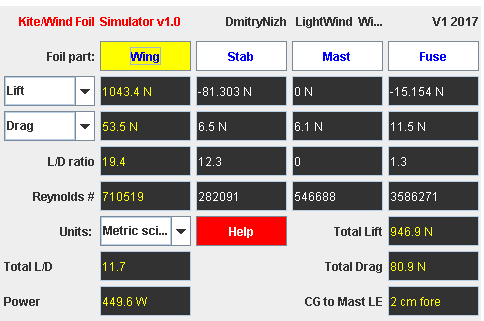 Kite/Wind Foil Simulator v1.0 DmitryNizh LightWind Wi... V1 2017
Foil part: Wing Stab Mast Fuse
Lift 1043.4 N -81.303 N 0 N -15.154 N
Drag 53.5 N 6.5 N 6.1 N 11.5 N
L/D ratio 19.4 12.3 0 1.3
Reynolds # 710519 282091 546688 3586271
Units: Metric sci... Help Total Lift 946.9 N
Total L/D 11.7 Total Drag 80.9 N
Power 449.6 W CG to Mast LE 2 cm fore